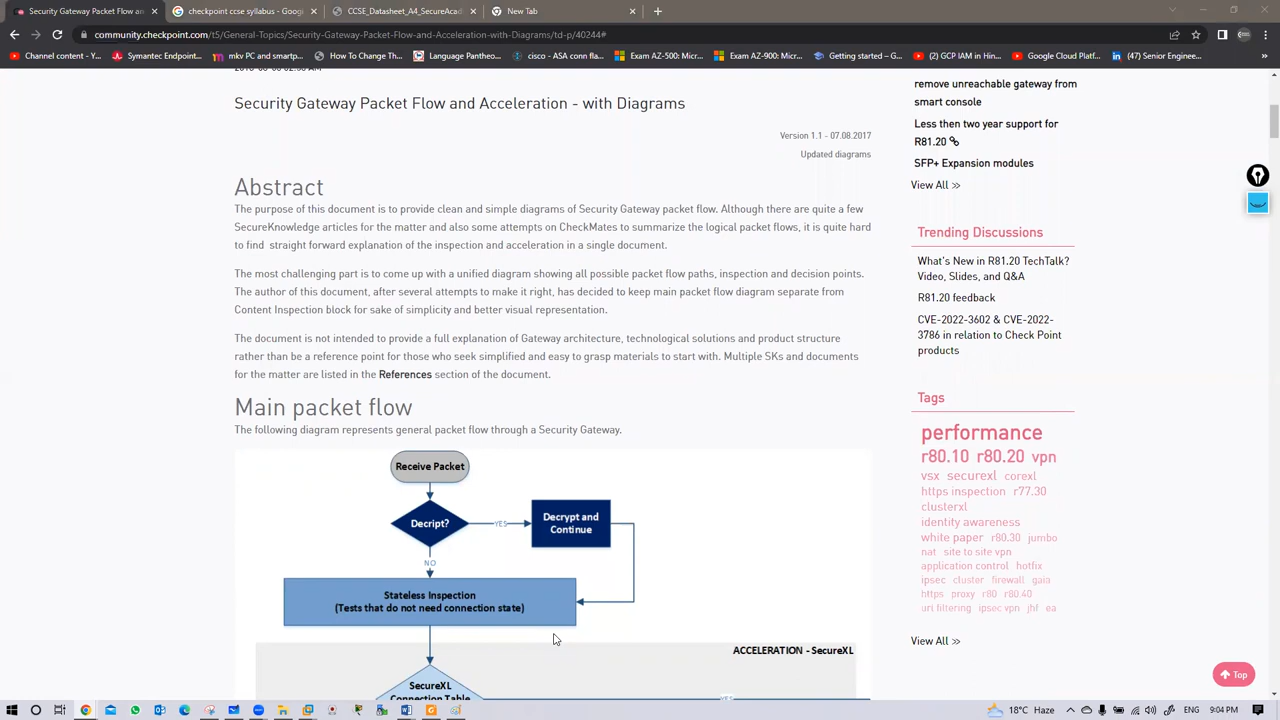 Security Gateway Packet Flow a
checkpoint.com/packet flow
CCSE_Datasheet_A4_SecureChec
New Tab
community.checkpoint.com/t5/General-Topics/Security-Gateway-Packet-Flow-and-Acceleration-with-Diagrams/td-p/40244#
Error
Channel content - Y...
Symantec Endpoint...
mkv PC and smartp...
How To Change Th...
Language Pantheo...
cisco - ASA conn fla...
Exam AZ-500: Micr...
Exam AZ-900: Micr...
Getting started – G...
(2) GCP IAM in Hin...
Google Cloud Platf...
(47) Senior Enginee...
Security Gateway Packet Flow and Acceleration - with Diagrams
Version 1.1 - 07.08.2017
Updated diagrams
Abstract
The purpose of this document is to provide clean and simple diagrams of Security Gateway packet flow. Although there are quite a few
SecureKnowledge articles for the matter and also some attempts on CheckMates to summarize the logical packet flows, it is quite hard
to find straight forward explanation of the inspection and acceleration in a single document.
The most challenging part is to come up with a unified diagram showing all possible packet flow paths, inspection and decision points.
The author of this document, after several attempts to make it right, has decided to keep main packet flow diagram separate from
Content Inspection block for sake of simplicity and better visual representation.
The document is not intended to provide a full explanation of Gateway architecture, technological solutions and product structure
rather than be a reference point for those who seek simplified and easy to grasp materials to start with. Multiple SKs and documents
for the matter are listed in the References section of the document.
Main packet flow
The following diagram represents general packet flow through a Security Gateway.
Receive Packet
Decript?
YES
Decrypt and
Continue
NO
Stateless Inspection
(Tests that do not need connection state)
ACCELERATION - SecureXL
SecureXL
Connection Table
YES
remove unreachable gateway from
smart console
Less then two year support for
R81.20
SFP+ Expansion modules
View All >>
Trending Discussions
What's New in R81.20 TechTalk?
Video, Slides, and Q&A
R81.20 feedback
CVE-2022-3602 & CVE-2022-
3786 in relation to Check Point
products
Tags
performance
r80.10 r80.20 vpn
vsx securexl corexl
https inspection r77.30
clusterxl
identity awareness
white paper r80.30 jumbo
nat site to site vpn
application control hotfix
ipsec cluster firewall gaia
https proxy r80 r80.40
url filtering ipsec vpn jhf ea
View All >>
Top
18°C Haze
ENG
9:04 PM